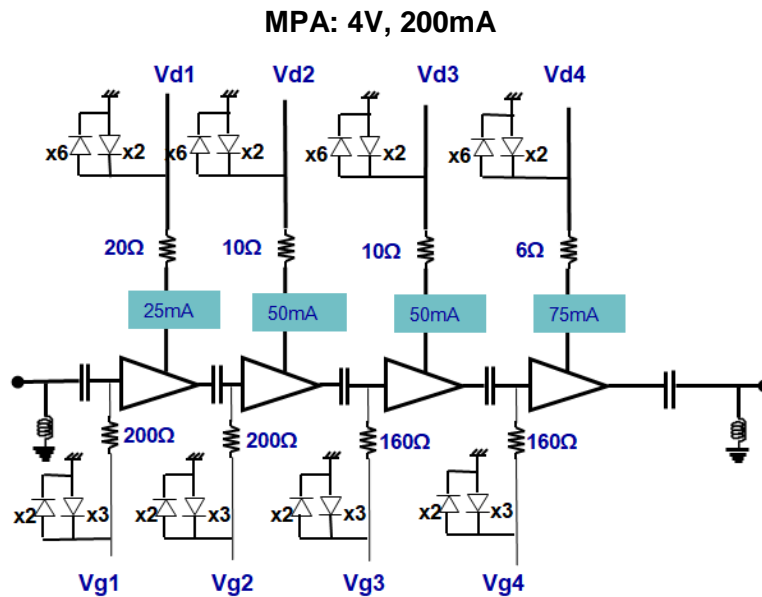 MPA: 4V, 200mA
Vd1 Vd2 Vd3 Vd4
x6 x2 x6 x2 x6 x2 x6 x2
20Ω 10Ω 10Ω 6Ω
25mA 50mA 50mA 75mA
200Ω 200Ω 160Ω 160Ω
x2 x3 x2 x3 x2 x3 x2 x3
Vg1 Vg2 Vg3 Vg4